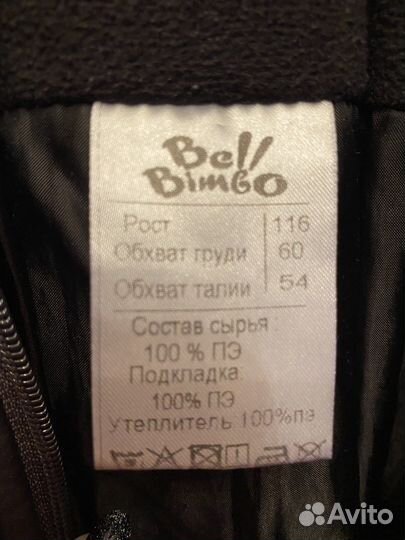 Bell
Bimbo
Рост 116
Обхват груди 60
Обхват талии 54
Состав сырья :
100 % ПЭ
Подкладка:
100% ПЭ
Утеплитель 100%пэ
Avito